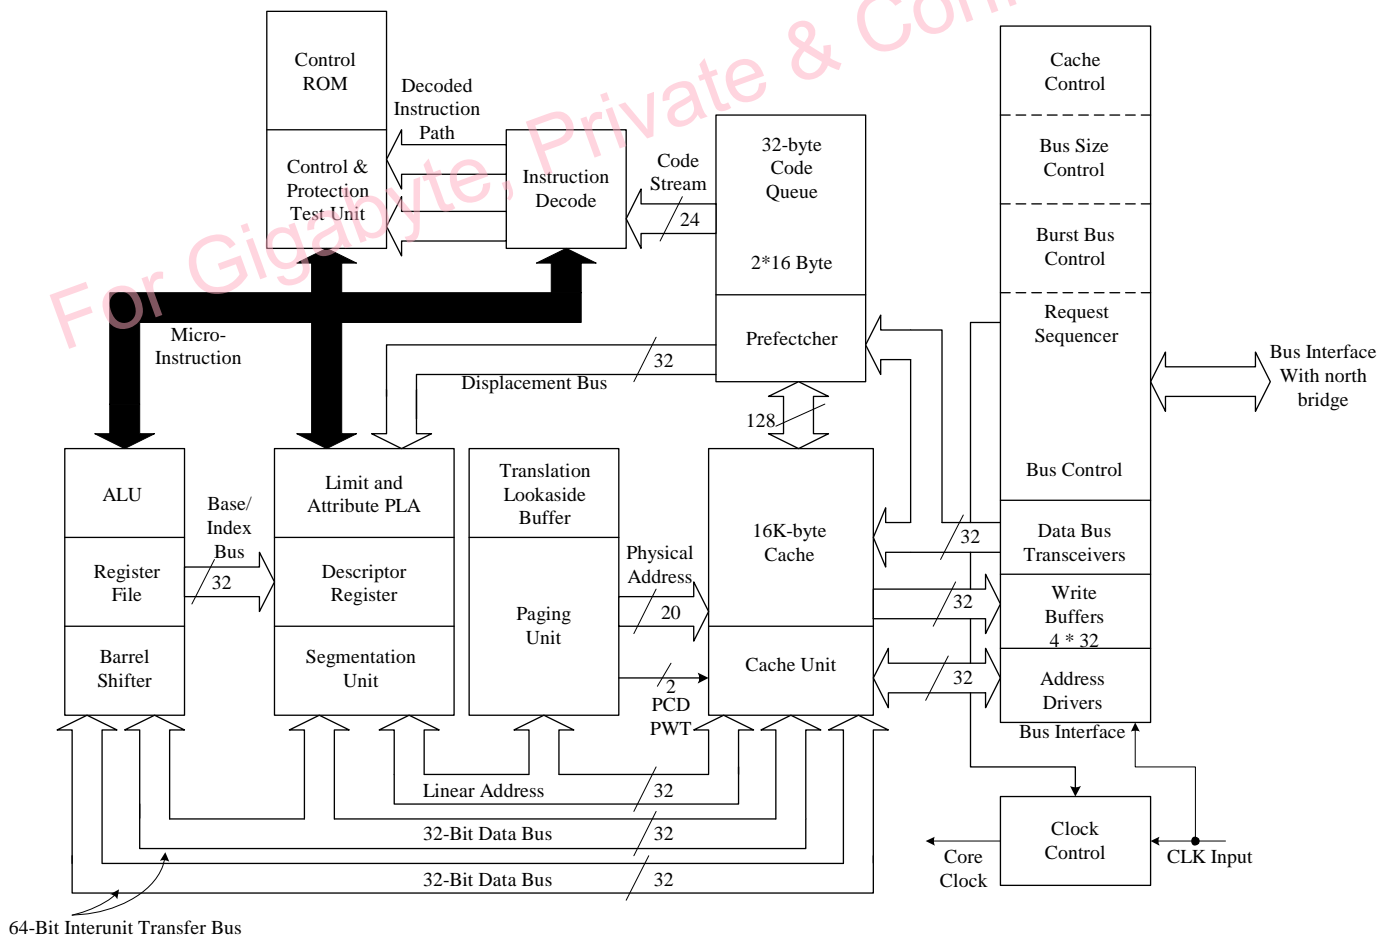 For Gigabyte, Private & Con
Control
ROM
Control &
Protection
Test Unit
Decoded
Instruction
Path
Instruction
Decode
Code
Stream
24
32-byte
Code
Queue
2*16 Byte
Prefectcher
Cache
Control
Bus Size
Control
Burst Bus
Control
Request
Sequencer
Bus Control
Data Bus
Transceivers
Write
Buffers
4 * 32
Address
Drivers
Bus Interface
Bus Interface
With north
bridge
Micro-
Instruction
32
Displacement Bus
128
ALU
Register
File
Barrel
Shifter
Base/
Index
Bus
32
Limit and
Attribute PLA
Descriptor
Register
Segmentation
Unit
Translation
Lookaside
Buffer
Paging
Unit
Physical
Address
20
2
PCD
PWT
16K-byte
Cache
Cache Unit
32
32
32
Linear Address
32
32-Bit Data Bus
32
32-Bit Data Bus
32
64-Bit Interunit Transfer Bus
Clock
Control
Core
Clock
CLK Input